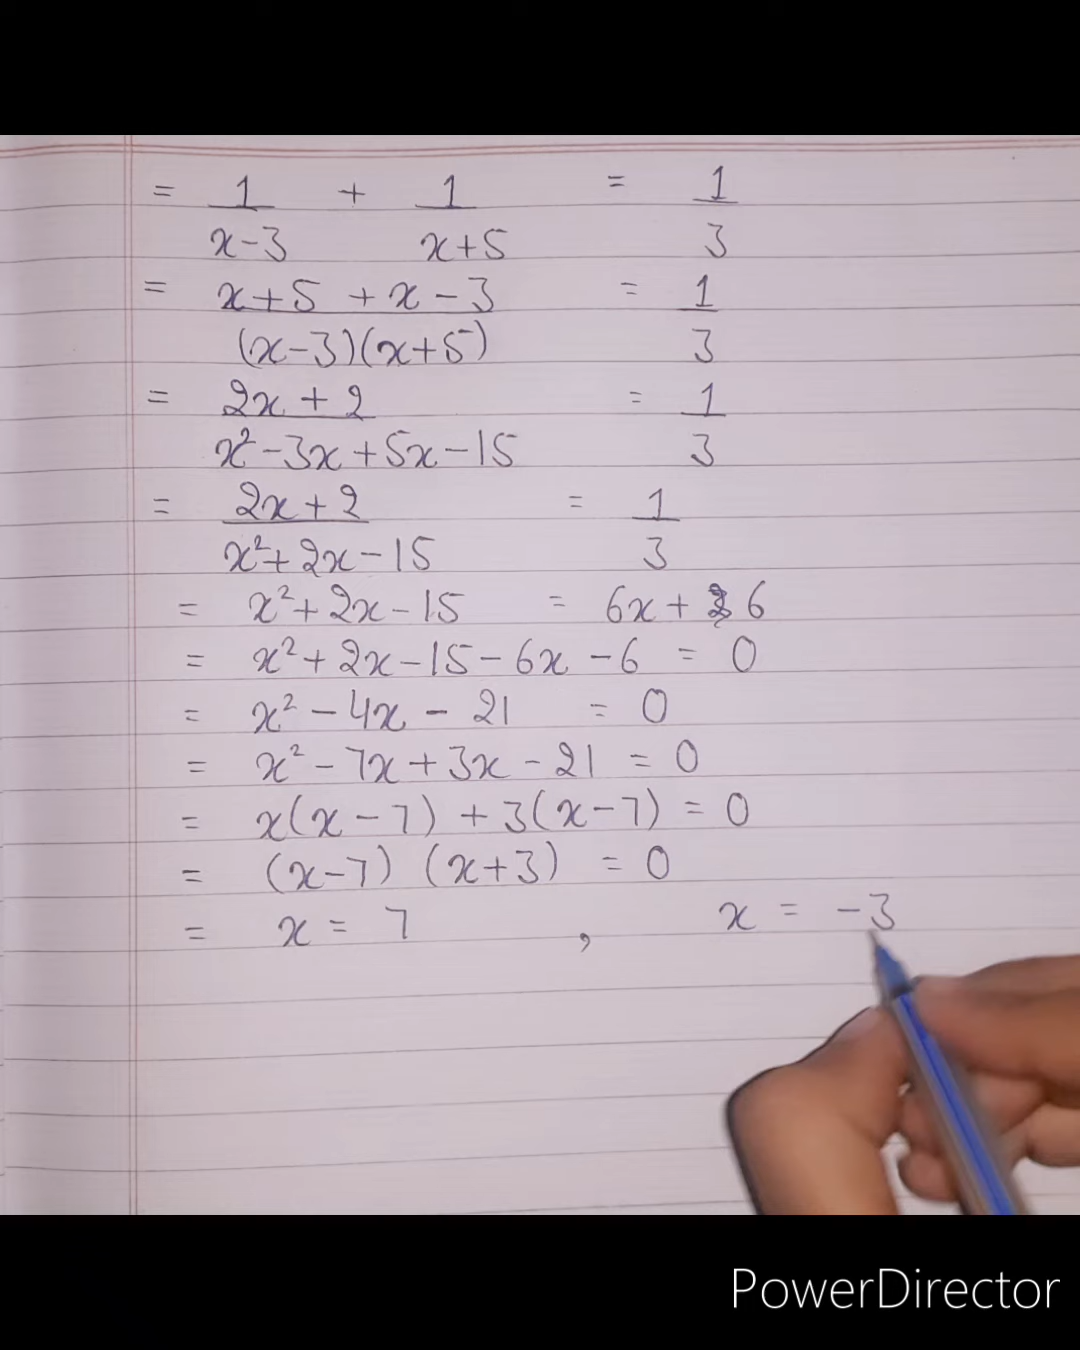 = 1/(x-3) + 1/(x+5) = 1/3
= (x+5+x-3)/((x-3)(x+5)) = 1/3
= (2x+2)/(x²-3x+5x-15) = 1/3
= (2x+2)/(x²+2x-15) = 1/3
= x²+2x-15 = 6x+6
= x²+2x-15-6x-6 = 0
= x²-4x-21 = 0
= x²-7x+3x-21 = 0
= x(x-7)+3(x-7) = 0
= (x-7)(x+3) = 0
= x = 7 , x = -3
PowerDirector